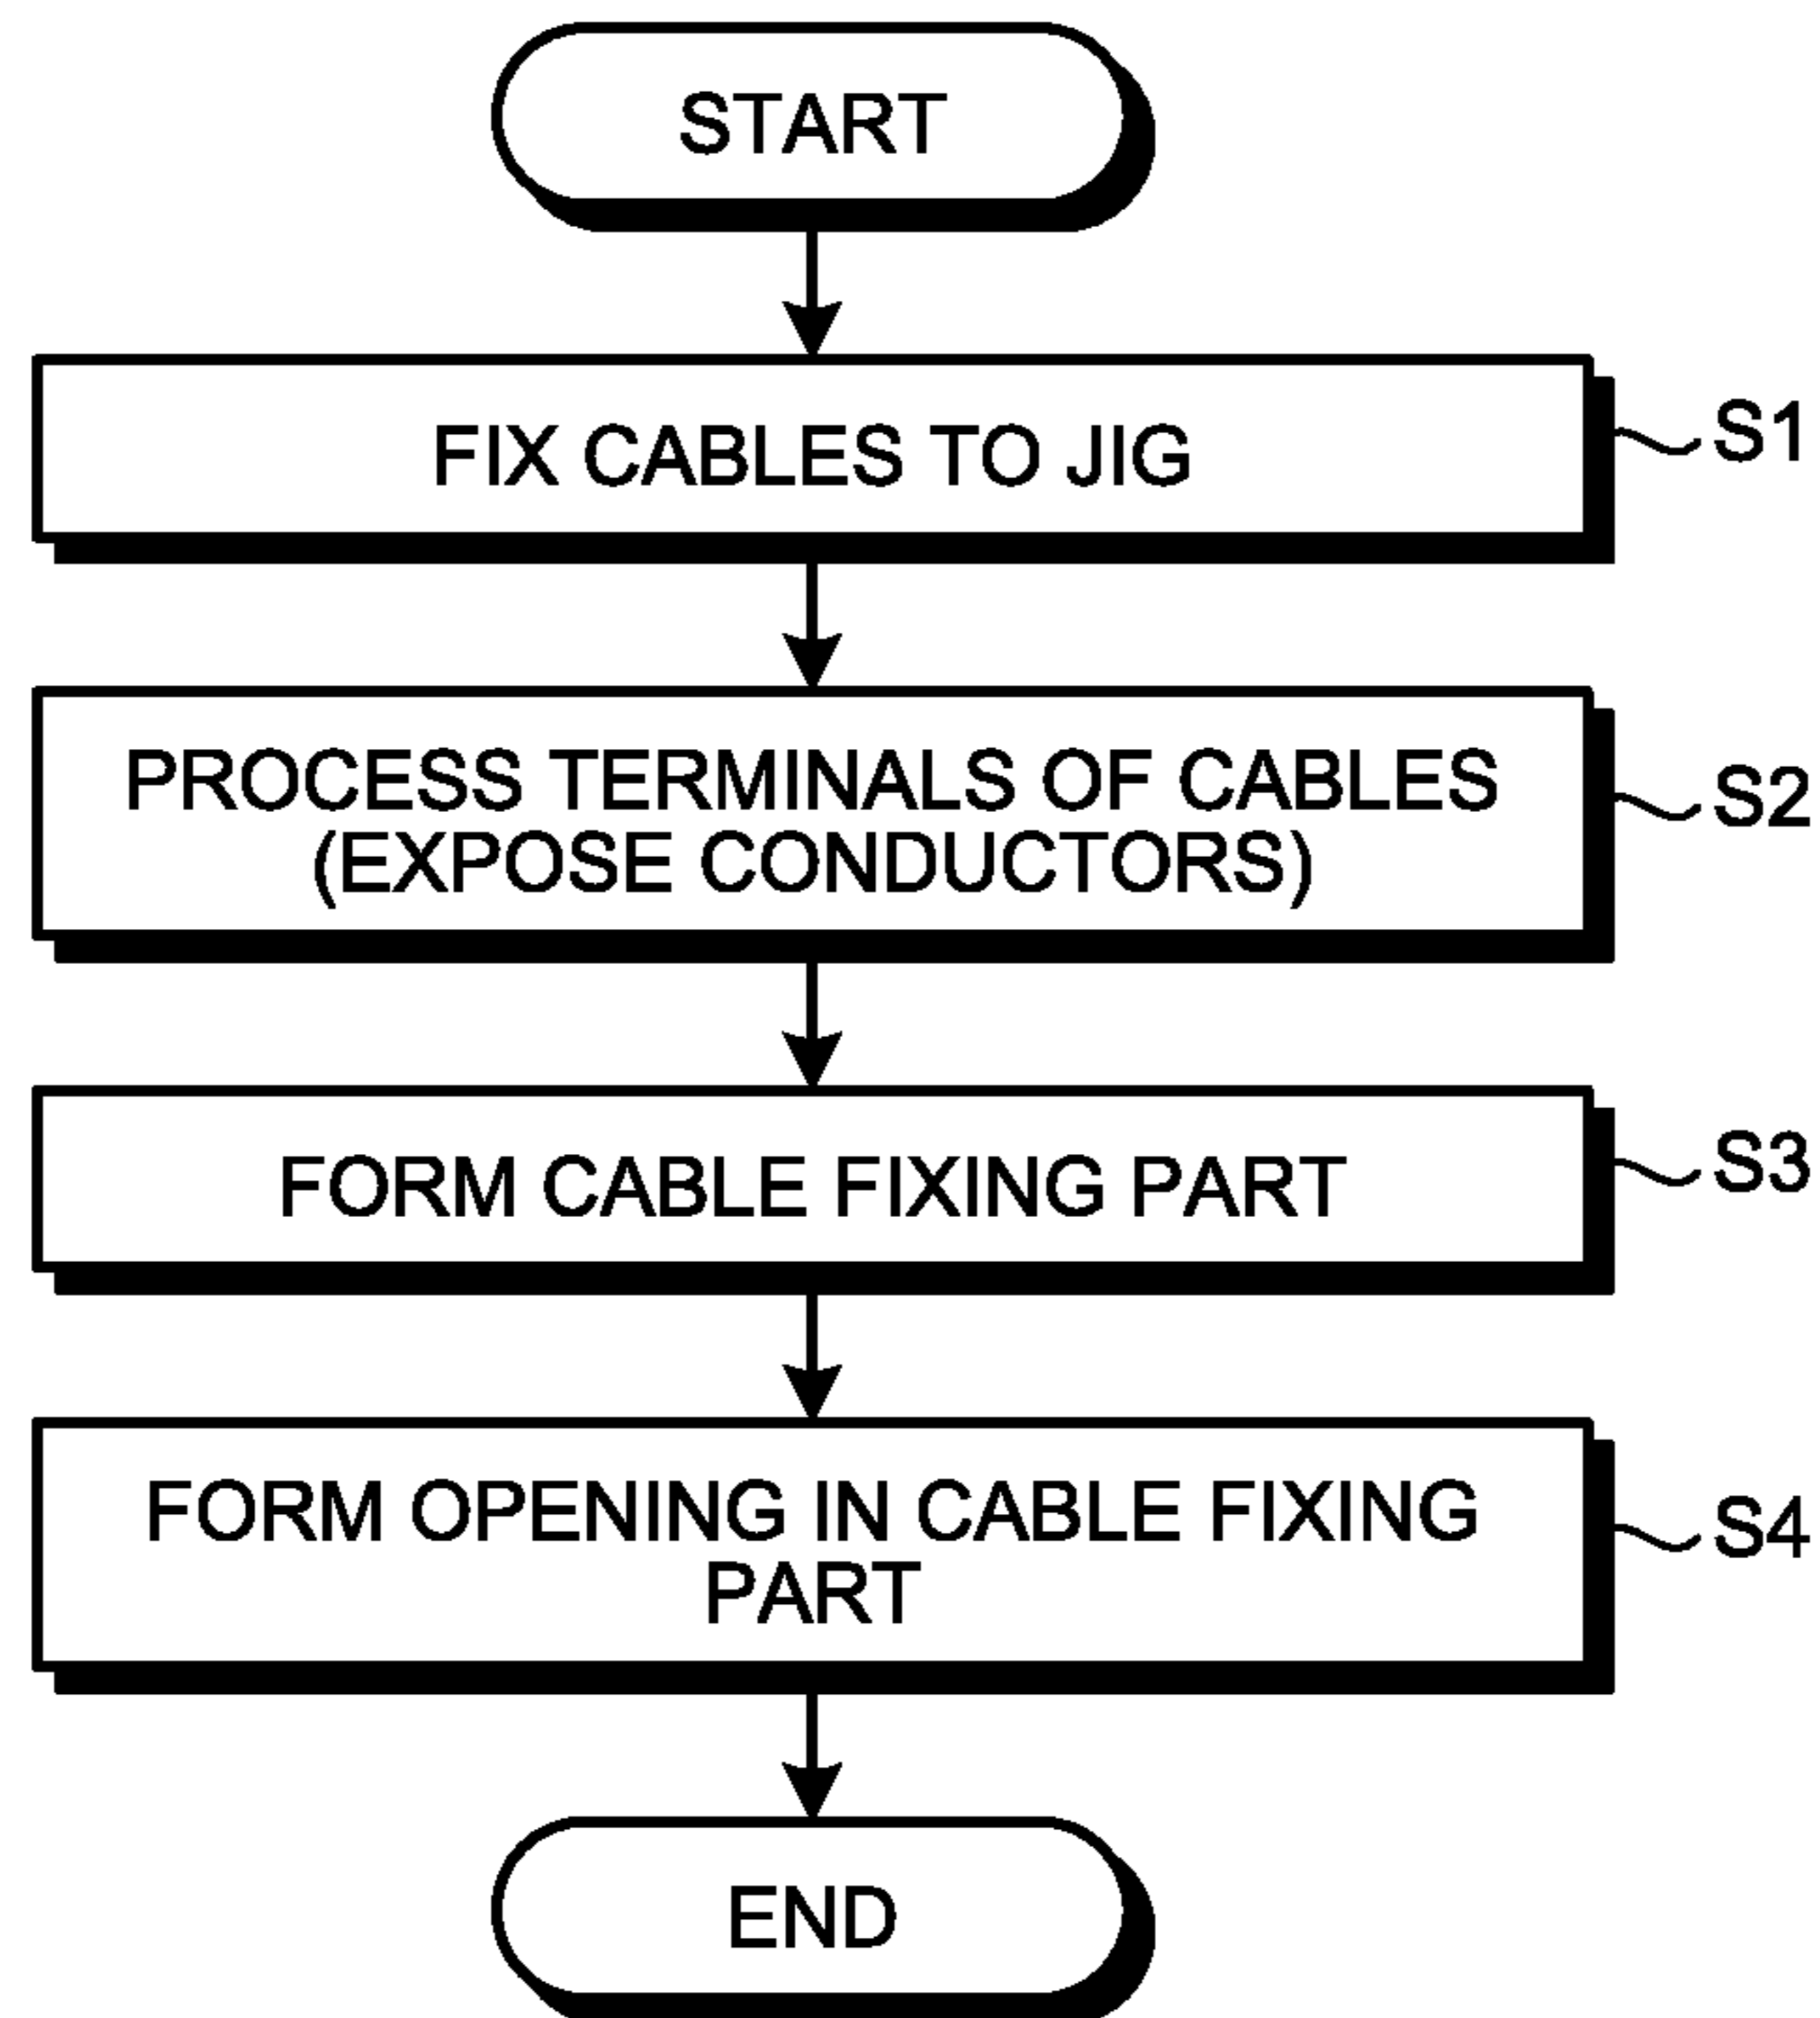 START
FIX CABLES TO JIG
S1
PROCESS TERMINALS OF CABLES
(EXPOSE CONDUCTORS)
S2
FORM CABLE FIXING PART
S3
FORM OPENING IN CABLE FIXING
PART
S4
END